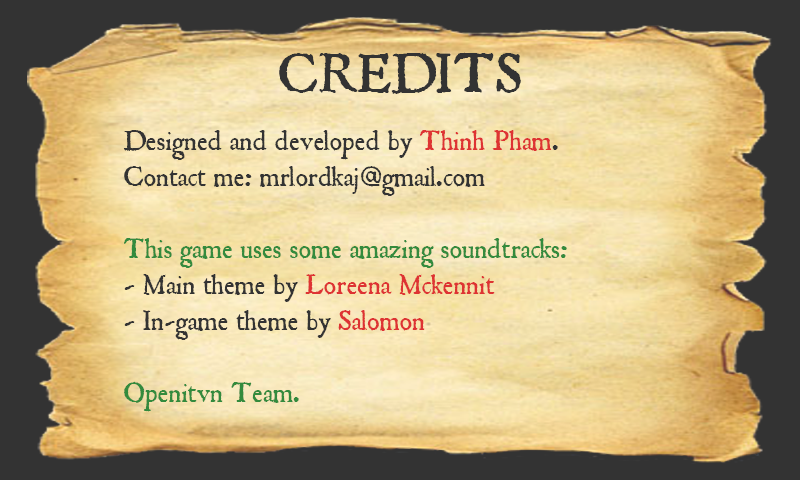 CREDITS
Designed and developed by Thinh Pham.
Contact me: mrlordkaj@gmail.com
This game uses some amazing soundtracks:
- Main theme by Loreena Mckennit
- In-game theme by Salomon
Openitvn Team.